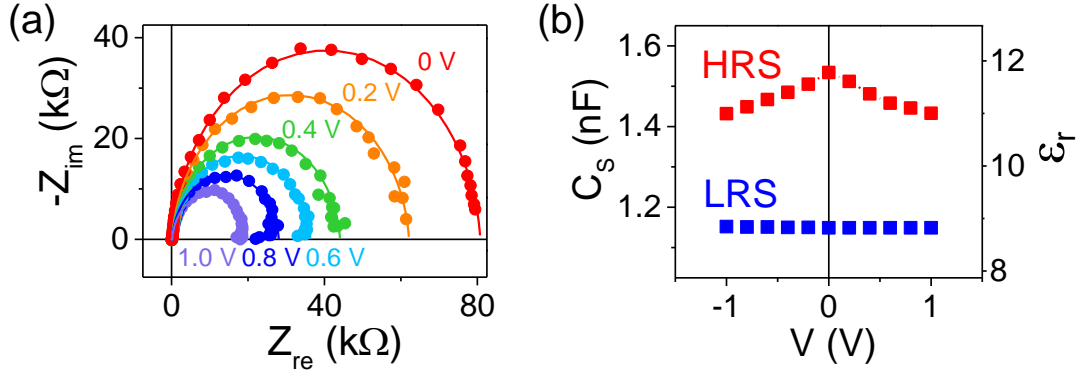 (a)
40
20
0
-Z_im (kΩ)
0 V
0.2 V
0.4 V
1.0 V 0.8 V 0.6 V
0 40 80
Z_re (kΩ)
(b)
1.6
1.4
1.2
C_S (nF)
HRS
LRS
12
10
8
ε_r
-1 0 1
V (V)